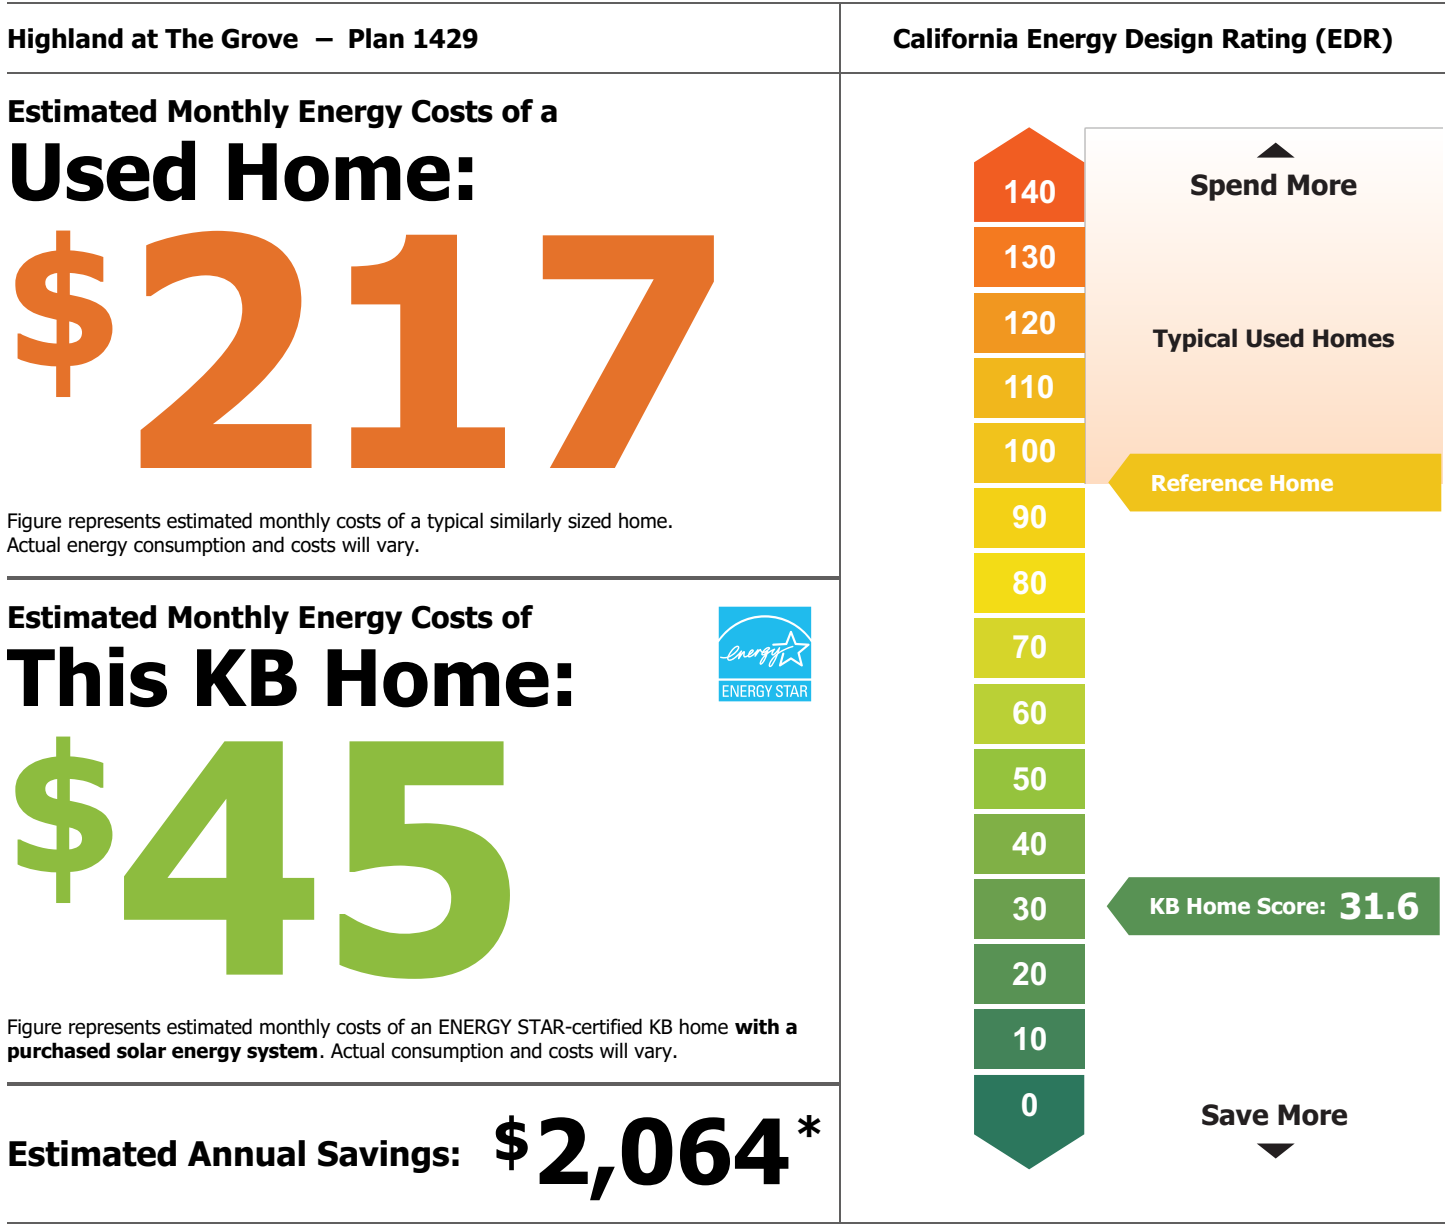 Highland at The Grove – Plan 1429
Estimated Monthly Energy Costs of a
Used Home:
$217
Figure represents estimated monthly costs of a typical similarly sized home.
Actual energy consumption and costs will vary.
Estimated Monthly Energy Costs of
This KB Home:
energy
ENERGY STAR
$45
Figure represents estimated monthly costs of an ENERGY STAR-certified KB home with a
purchased solar energy system. Actual consumption and costs will vary.
Estimated Annual Savings: $2,064*
California Energy Design Rating (EDR)
140
130
120
110
100
90
80
70
60
50
40
30
20
10
0
Spend More
Typical Used Homes
Reference Home
KB Home Score: 31.6
Save More